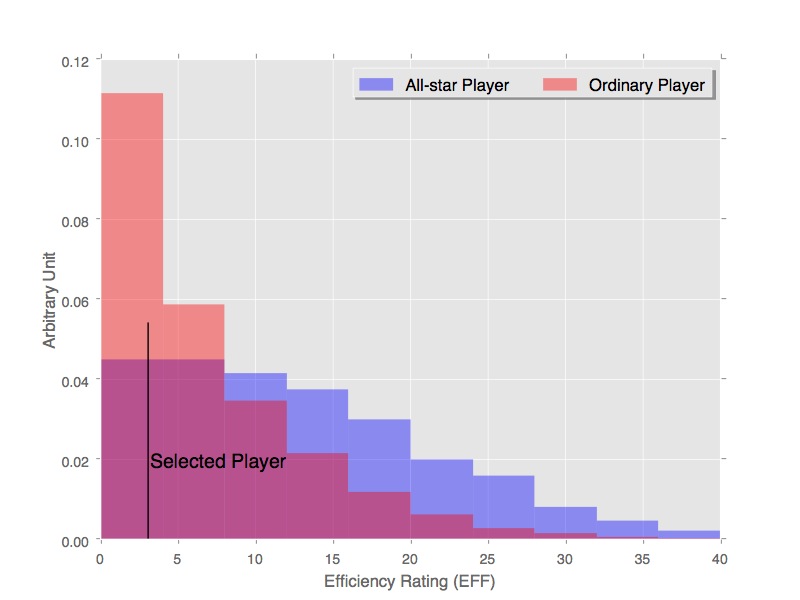 0.12
All-star Player Ordinary Player
0.10
0.08
0.06
0.04
0.02
0.00
Arbitrary Unit
Selected Player
0 5 10 15 20 25 30 35 40
Efficiency Rating (EFF)